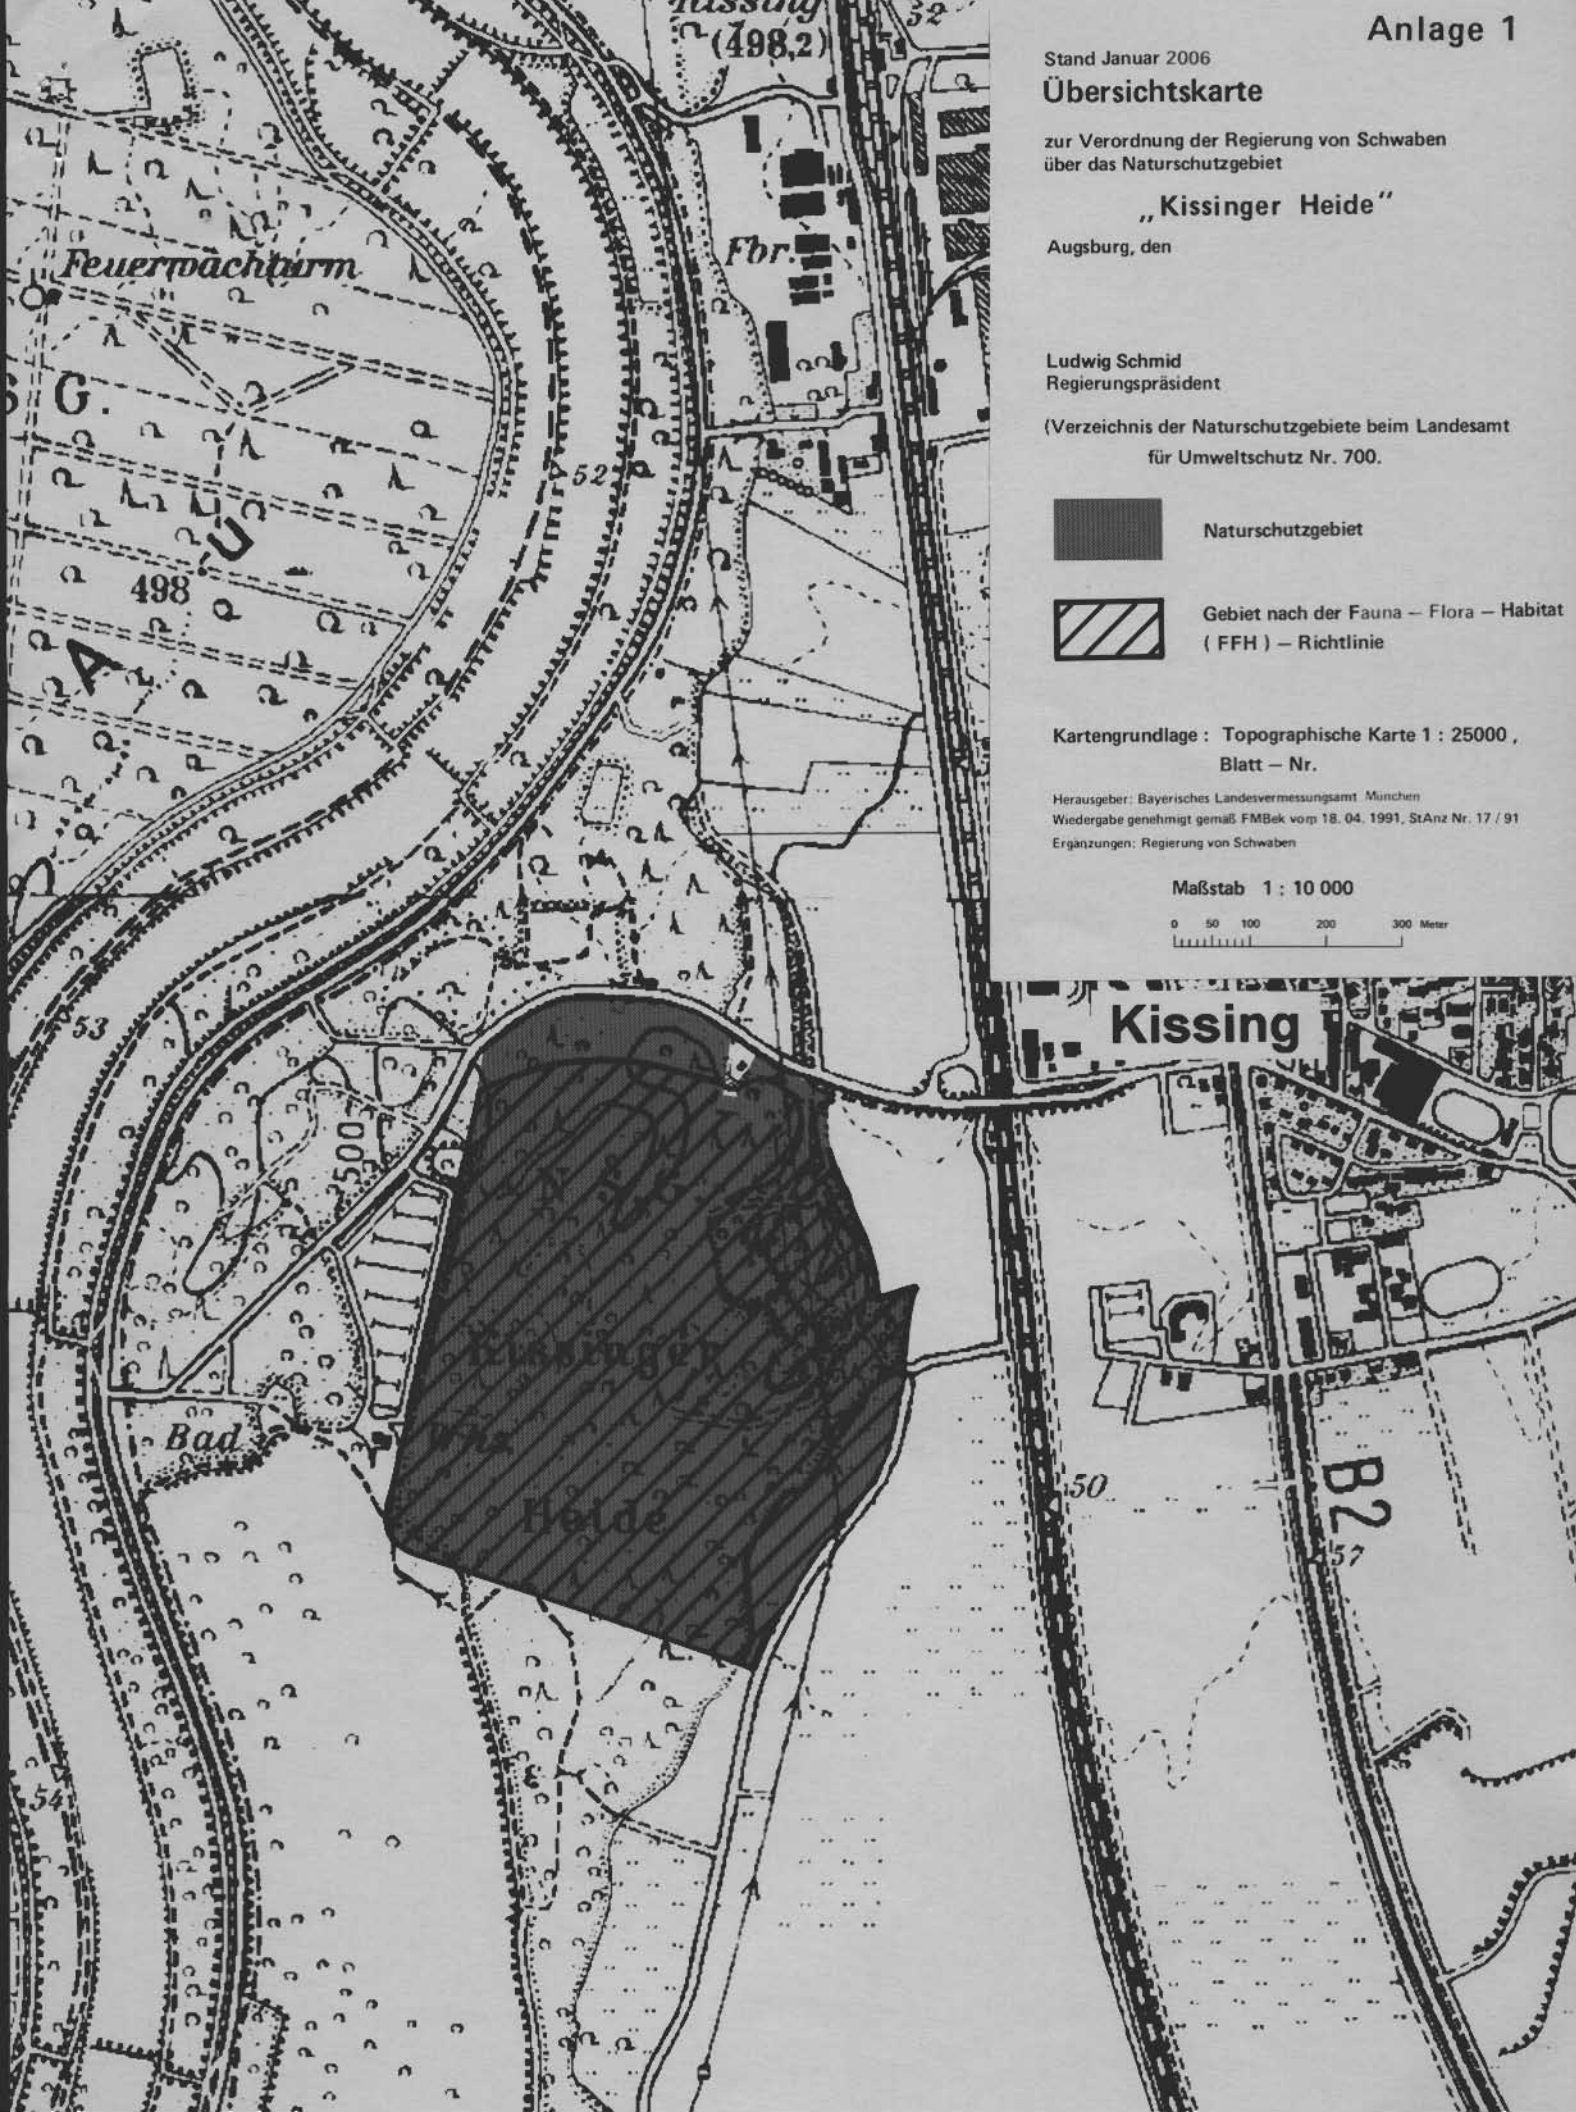 Anlage 1
Stand Januar 2006
Übersichtskarte
zur Verordnung der Regierung von Schwaben
über das Naturschutzgebiet
„Kissinger Heide“
Augsburg, den
Ludwig Schmid
Regierungspräsident
(Verzeichnis der Naturschutzgebiete beim Landesamt
für Umweltschutz Nr. 700.
Naturschutzgebiet
Gebiet nach der Fauna – Flora – Habitat
( FFH ) – Richtlinie
Kartengrundlage : Topographische Karte 1 : 25000 ,
Blatt – Nr.
Herausgeber: Bayerisches Landesvermessungsamt München
Wiedergabe genehmigt gemäß FMBek vom 18. 04. 1991, StAnz Nr. 17 / 91
Ergänzungen: Regierung von Schwaben
Maßstab 1 : 10 000
0 50 100 200 300 Meter
Kissing
(498,2)
52
Feuerwachturm
Fbr.
G.
52
U
498
A
53
Kissing
500
N S G
Kissinger
Whs.
Heide
Bad
50
B2
57
54